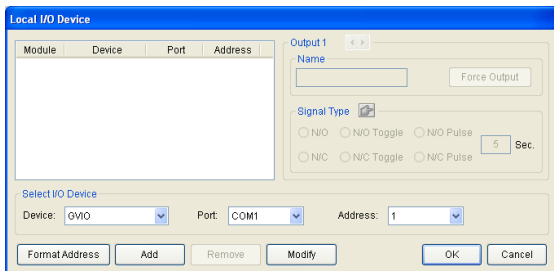 Local I/O Device
Module Device Port Address
Output 1
Name
Force Output
Signal Type
N/O N/O Toggle N/O Pulse
5 Sec.
N/C N/C Toggle N/C Pulse
Select I/O Device
Device: GVIO Port: COM1 Address: 1
Format Address Add Remove Modify OK Cancel